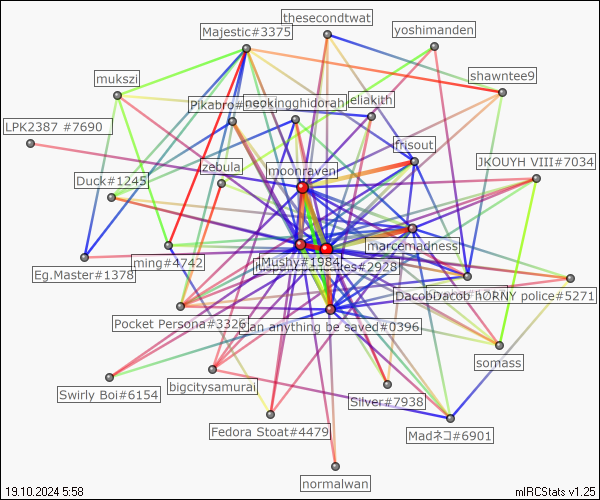 thesecondtwat
yoshimanden
Majestic#3375
shawntee9
mukszi
Pikabro#
neokingghidorah
eliakith
LPK2387 #7690
frisout
zebula
moonraven
JKOUYH VIII#7034
Duck#1245
marcemadness
ming#4742
Mushy#1984
#2928
Eg.Master#1378
DacobDacob
HORNY police#5271
Pocket Persona#3326
an anything be saved#0396
somass
Swirly Boi#6154
bigcitysamurai
Silver#7938
Fedora Stoat#4479
Madネコ#6901
normalwan
19.10.2024 5:58
mIRCStats v1.25